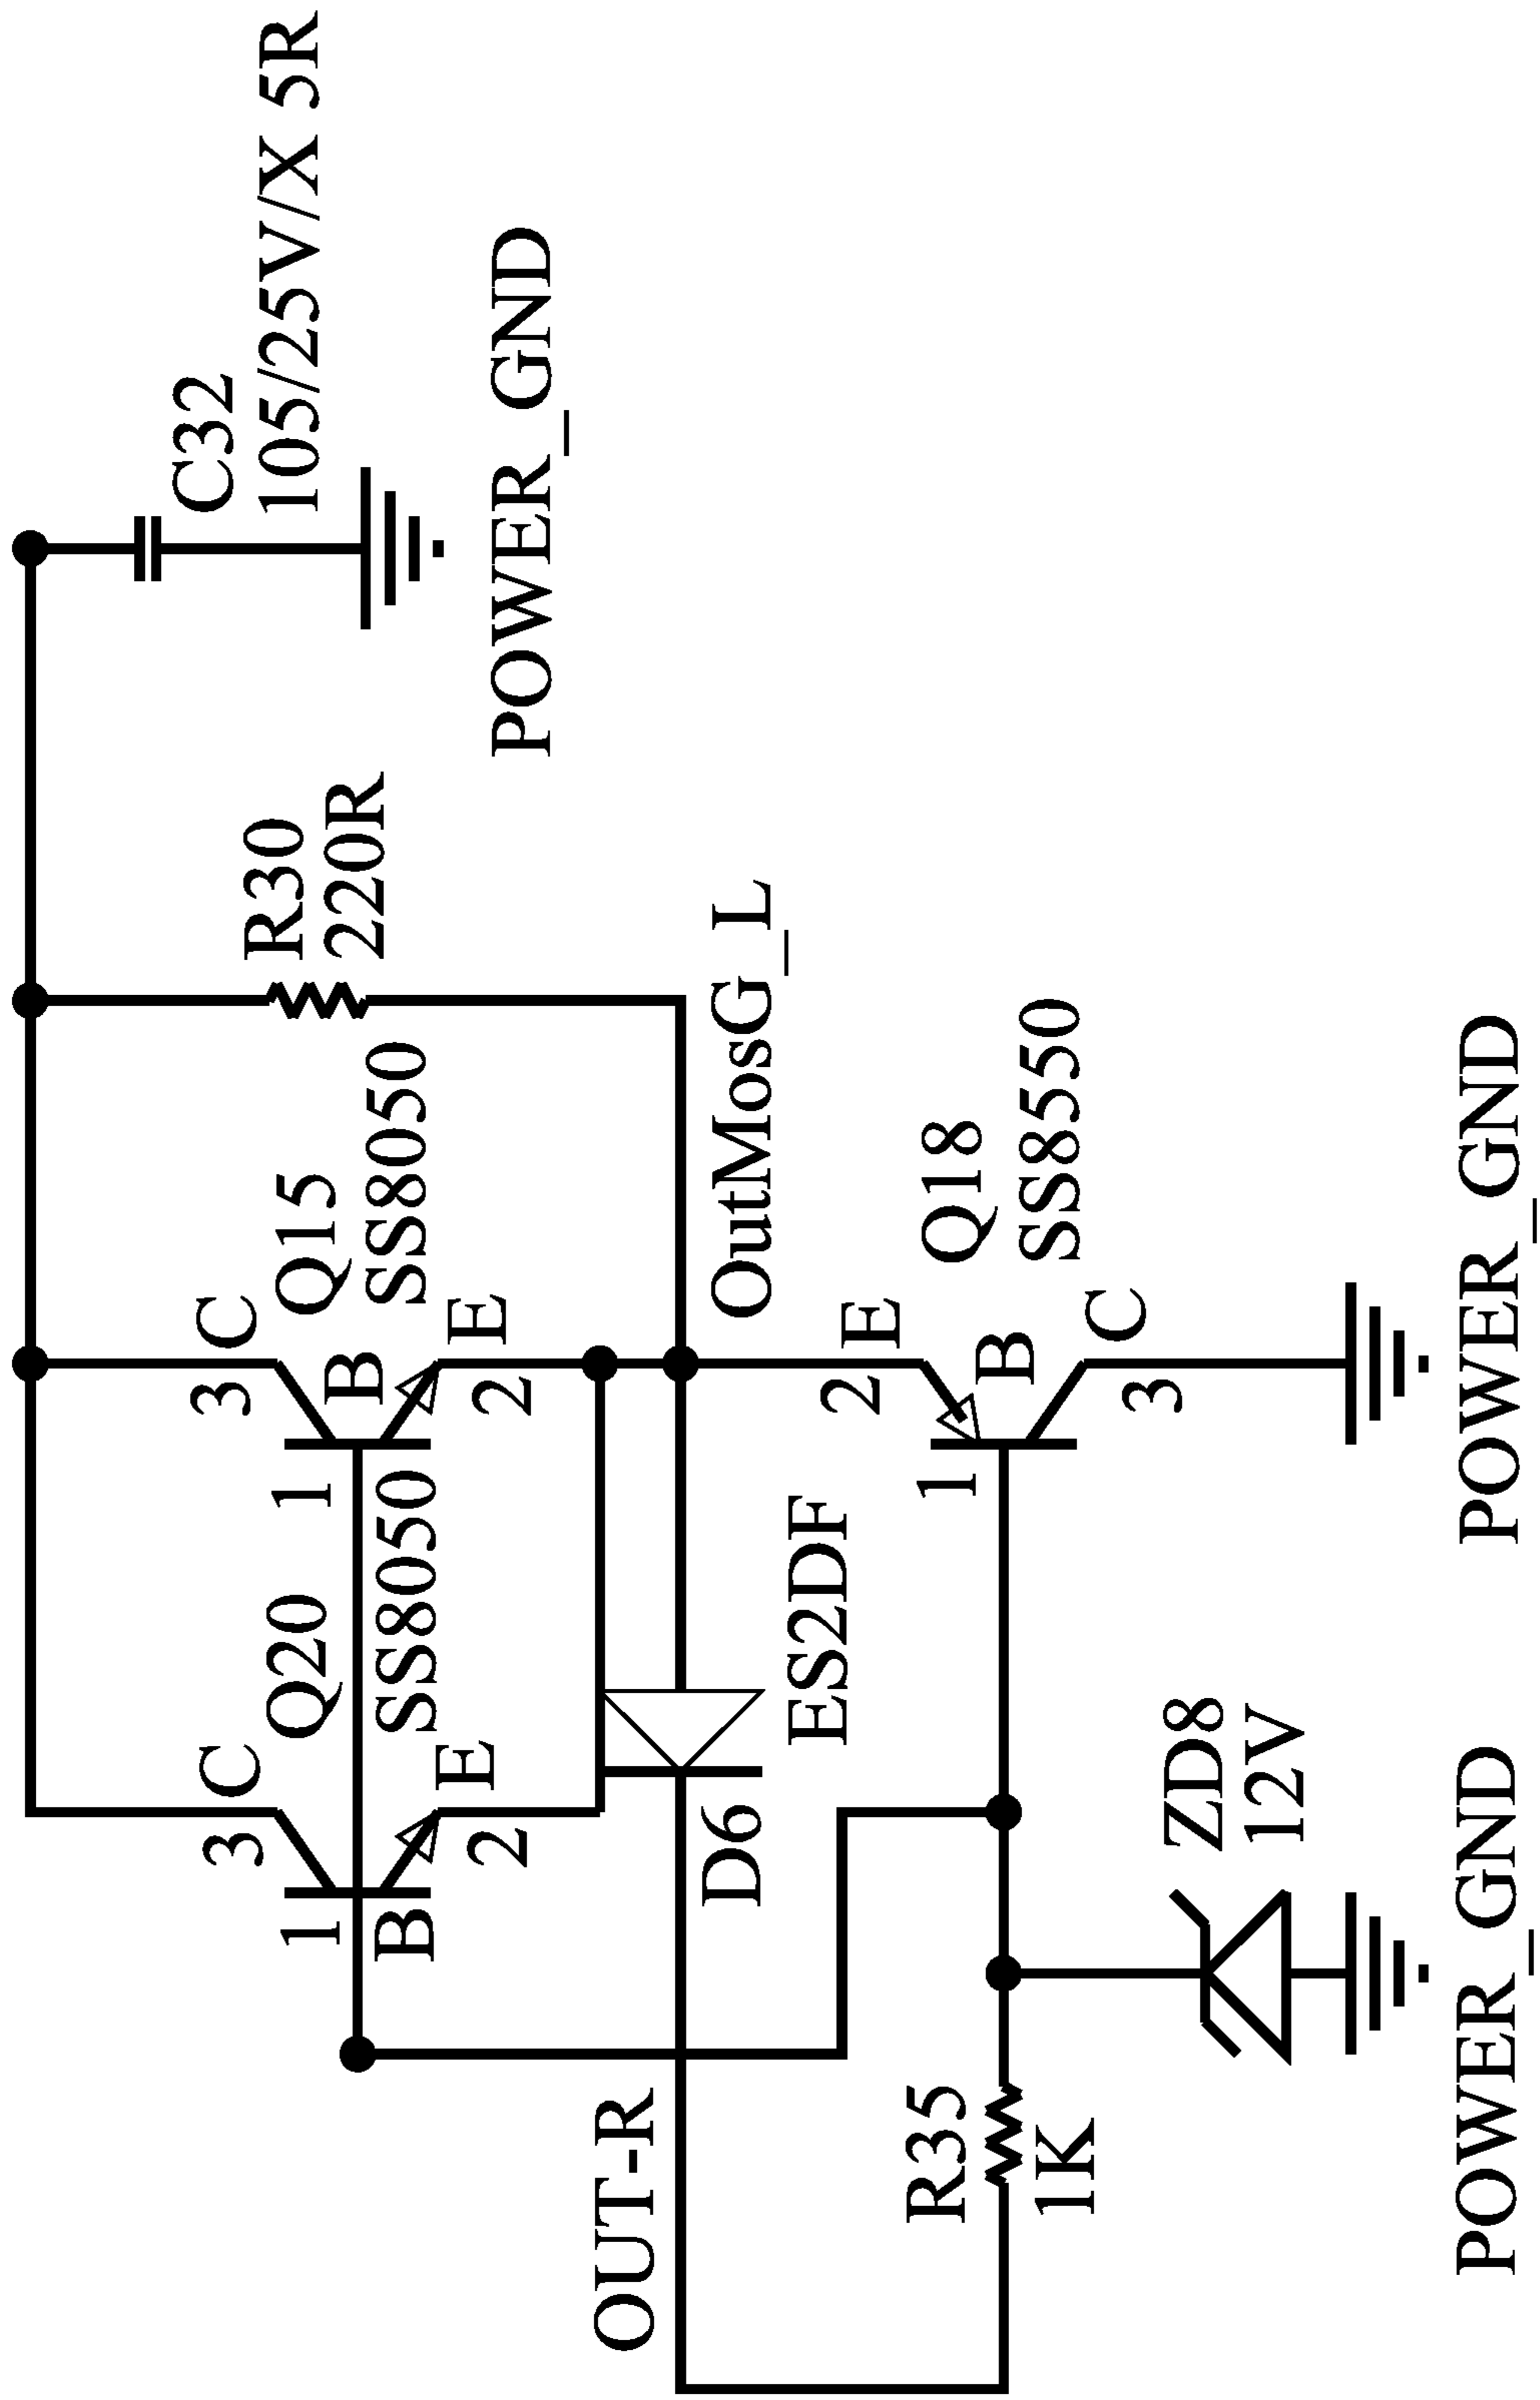 C32
105/25V/X 5R
POWER_GND
R30
220R
C
Q15
SS8050
3
B
1
E
2
C
Q20
SS8050
3
B
1
E
2
OutMosG_L
D6
ES2DF
OUT-R
E
2
Q18
SS8550
B
1
C
3
R35
1K
ZD8
12V
POWER_GND
POWER_GND